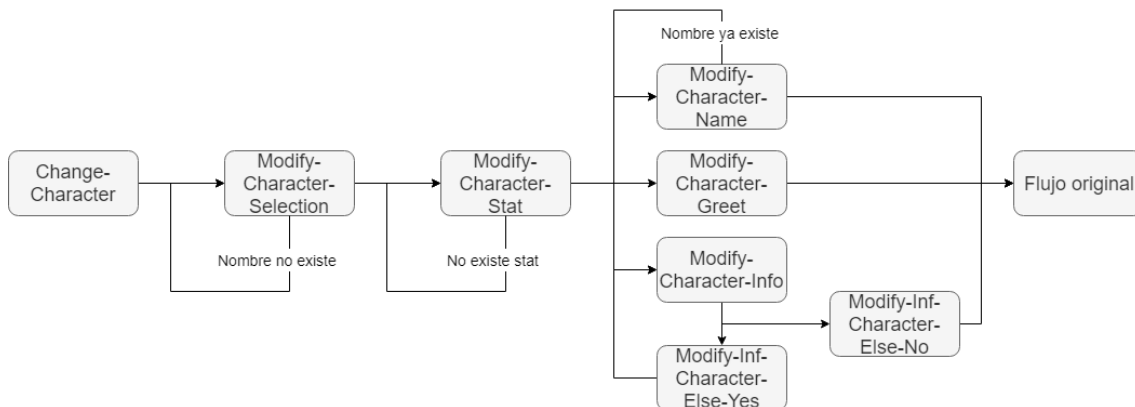 Nombre ya existe
Modify-
Character-
Name
Change-
Character
Modify-
Character-
Selection
Modify-
Character-
Stat
Modify-
Character-
Greet
Flujo original
Nombre no existe
No existe stat
Modify-
Character-Info
Modify-Inf-
Character-
Else-No
Modify-Inf-
Character-
Else-Yes